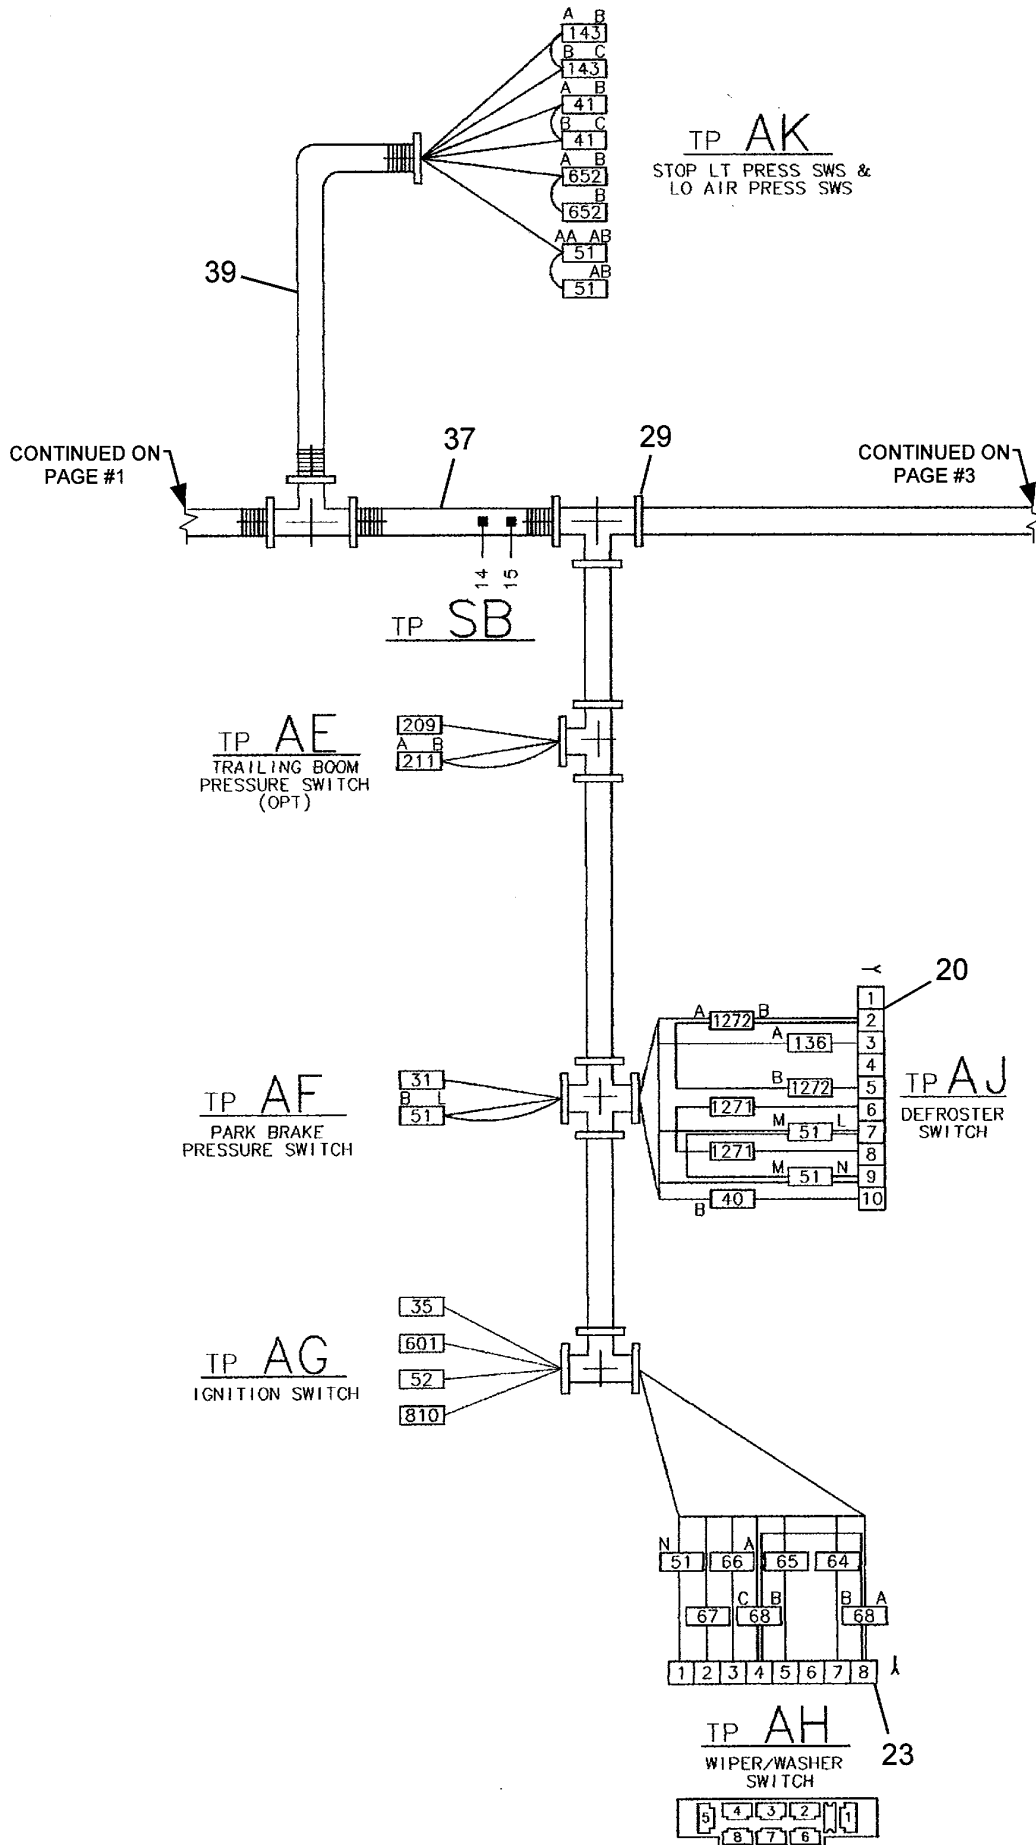 A B
143
B C
143
A B
41
B C
41
A B
652
B
652
AA AB
51
AB
51
TP AK
STOP LT PRESS SWS &
LO AIR PRESS SWS
39
CONTINUED ON
PAGE #1
37
29
CONTINUED ON
PAGE #3
14
15
TP SB
TP AE
TRAILING BOOM
PRESSURE SWITCH
(OPT)
209
A B
211
20
Y
A 1272 B
A 136
B 1272
1271
M 51 L
1271
M 51 N
B 40
1
2
3
4
5
6
7
8
9
10
TP AJ
DEFROSTER
SWITCH
TP AF
PARK BRAKE
PRESSURE SWITCH
31
B L
51
TP AG
IGNITION SWITCH
35
601
52
810
N A
51 66 65 64
C B B A
67 68 68
1 2 3 4 5 6 7 8 Y
23
TP AH
WIPER/WASHER
SWITCH
5 4 3 2 1
8 7 6